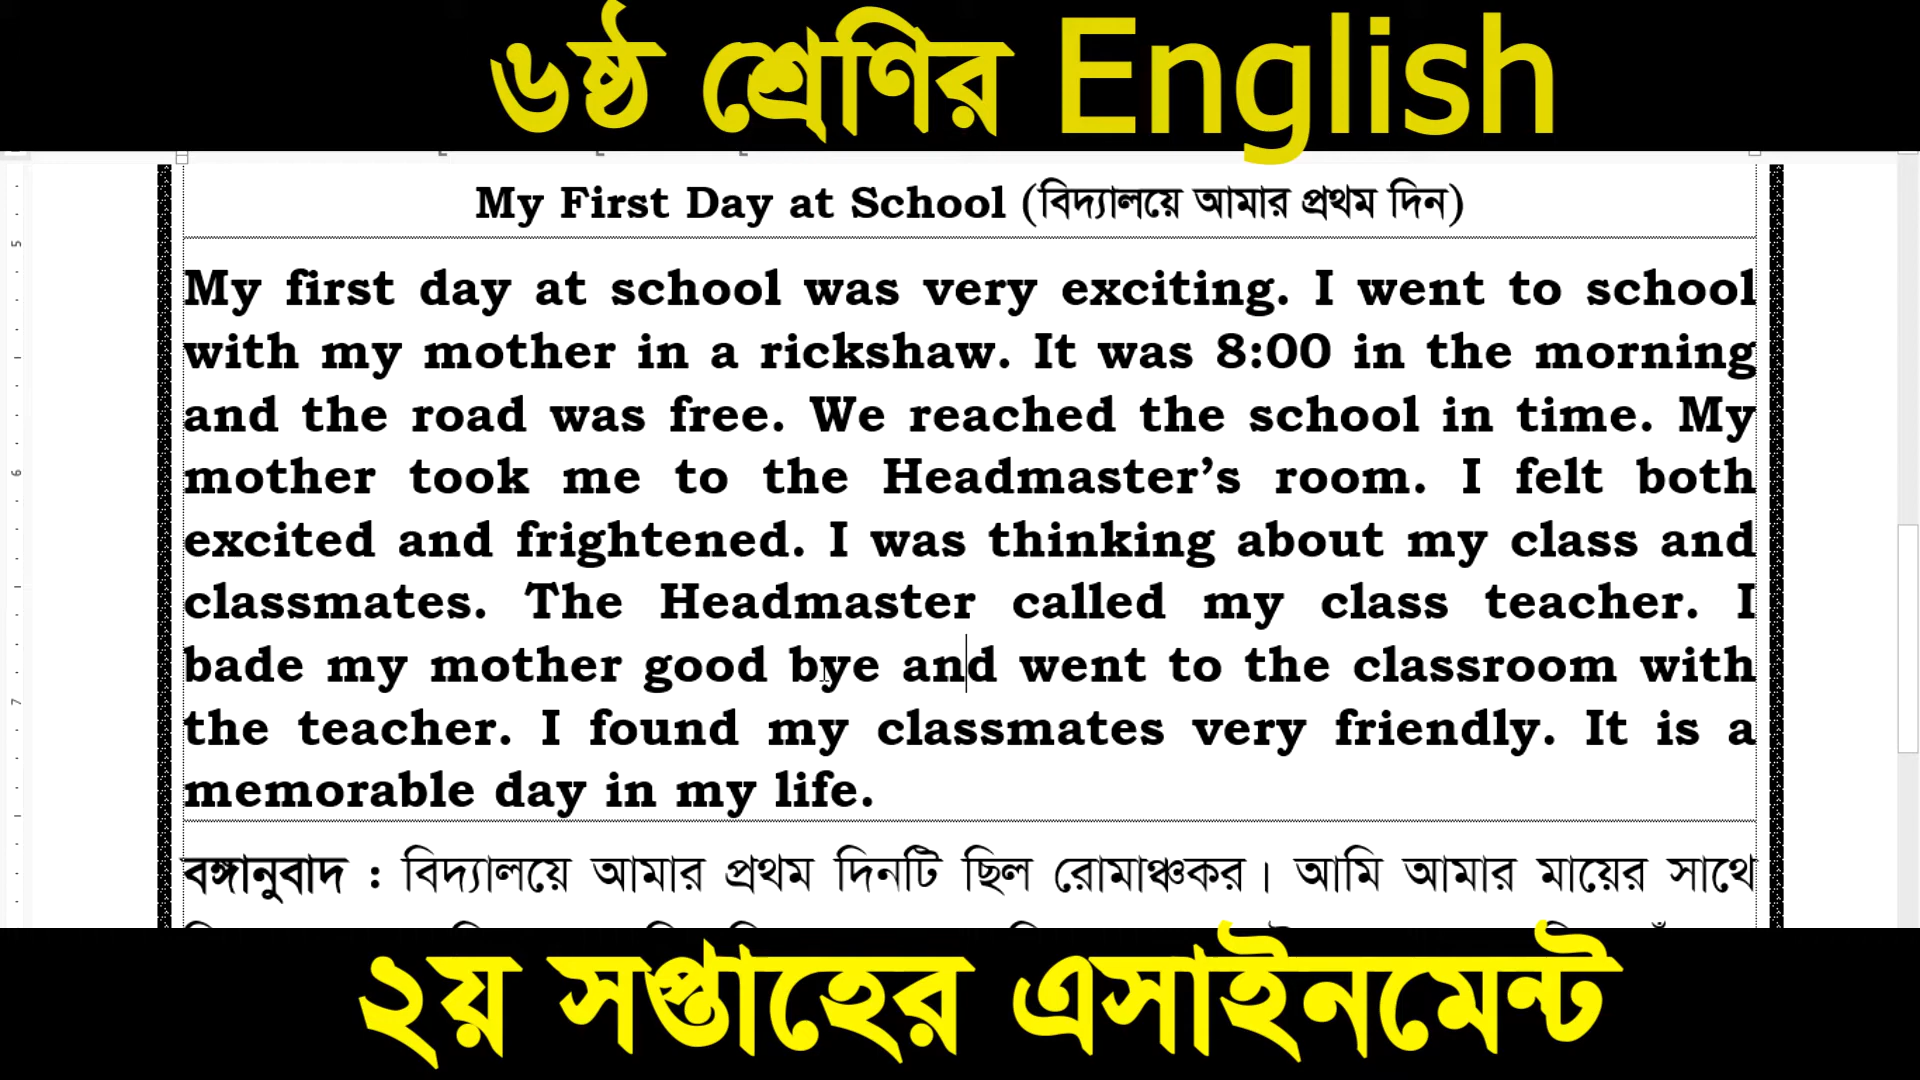 ৬ষ্ঠ শ্রেণির English
My First Day at School (বিদ্যালয়ে আমার প্রথম দিন)
My first day at school was very exciting. I went to school
with my mother in a rickshaw. It was 8:00 in the morning
and the road was free. We reached the school in time. My
mother took me to the Headmaster’s room. I felt both
excited and frightened. I was thinking about my class and
classmates. The Headmaster called my class teacher. I
bade my mother good bye and went to the classroom with
the teacher. I found my classmates very friendly. It is a
memorable day in my life.
বঙ্গানুবাদ : বিদ্যালয়ে আমার প্রথম দিনটি ছিল রোমাঞ্চকর। আমি আমার মায়ের সাথে
২য় সপ্তাহের এসাইনমেন্ট
5
6
7